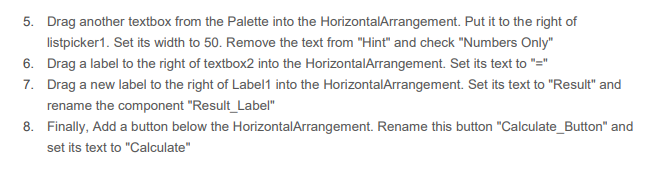 5. Drag another textbox from the Palette into the HorizontalArrangement. Put it to the right of
listpicker1. Set its width to 50. Remove the text from "Hint" and check "Numbers Only"
6. Drag a label to the right of textbox2 into the HorizontalArrangement. Set its text to "="
7. Drag a new label to the right of Label1 into the HorizontalArrangement. Set its text to "Result" and
rename the component "Result_Label"
8. Finally, Add a button below the HorizontalArrangement. Rename this button "Calculate_Button" and
set its text to "Calculate"